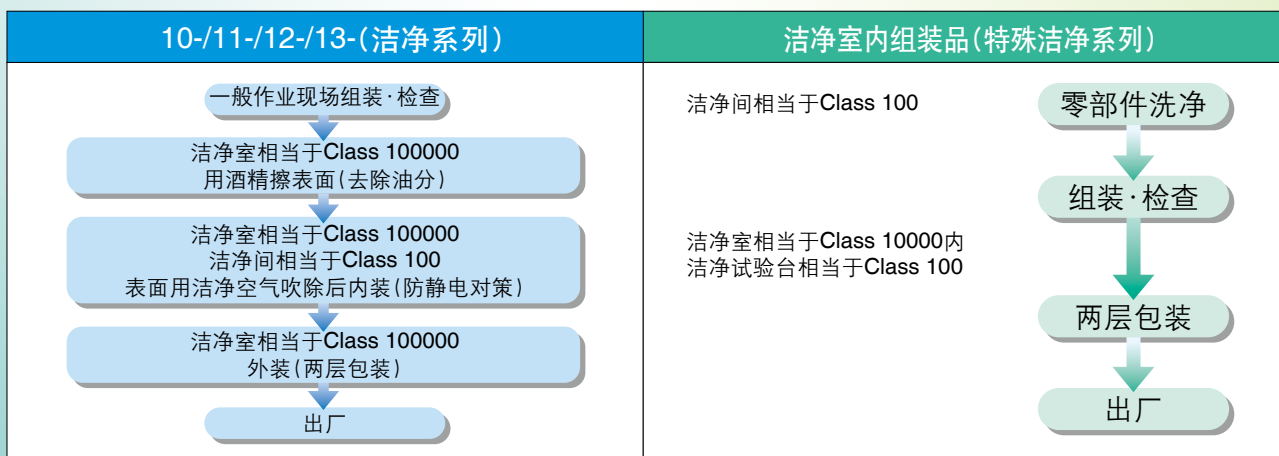 10-/11-/12-/13-(洁净系列)
一般作业现场组装·检查
洁净室相当于Class 100000
用酒精擦表面(去除油分)
洁净室相当于Class 100000
洁净间相当于Class 100
表面用洁净空气吹除后内装(防静电对策)
洁净室相当于Class 100000
外装(两层包装)
出厂
洁净室内组装品(特殊洁净系列)
洁净间相当于Class 100
零部件洗净
组装·检查
洁净室相当于Class 10000内
洁净试验台相当于Class 100
两层包装
出厂